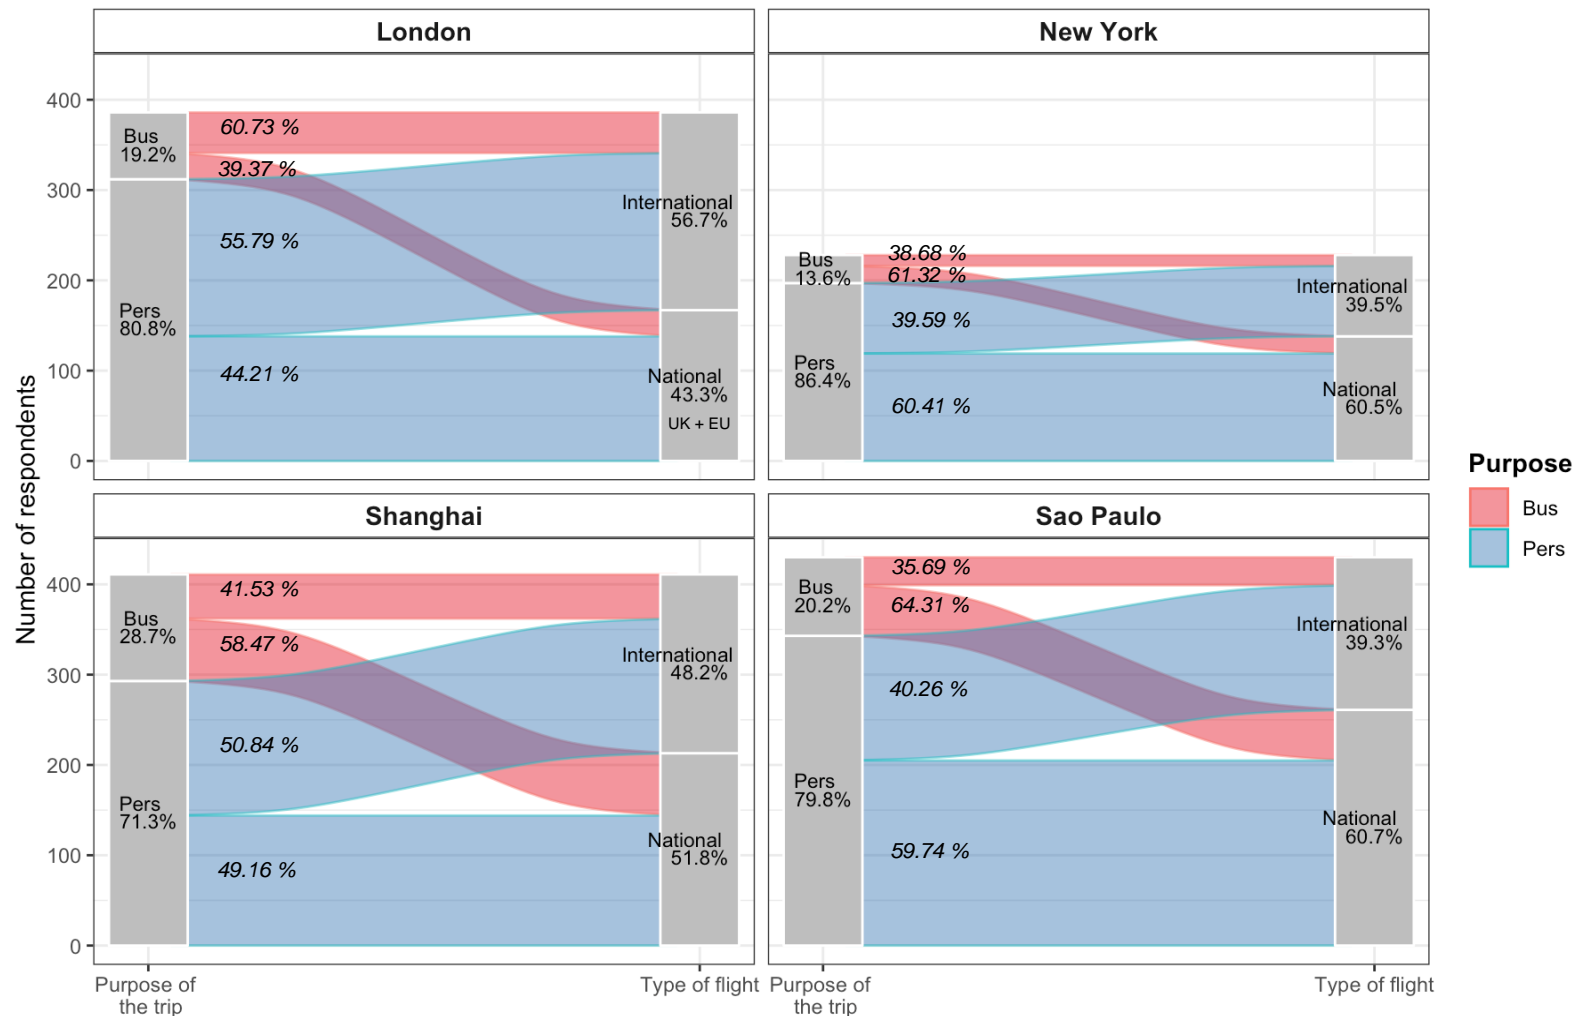 London
New York
Number of respondents
400
300
200
100
0
Bus
19.2%
Pers
80.8%
60.73 %
39.37 %
55.79 %
44.21 %
International
56.7%
National
43.3%
UK + EU
Bus
13.6%
Pers
86.4%
38.68 %
61.32 %
39.59 %
60.41 %
International
39.5%
National
60.5%
Purpose
Bus
Pers
Shanghai
Sao Paulo
400
300
200
100
0
Bus
28.7%
Pers
71.3%
41.53 %
58.47 %
50.84 %
49.16 %
International
48.2%
National
51.8%
Bus
20.2%
Pers
79.8%
35.69 %
64.31 %
40.26 %
59.74 %
International
39.3%
National
60.7%
Purpose of
the trip
Type of flight
Purpose of
the trip
Type of flight